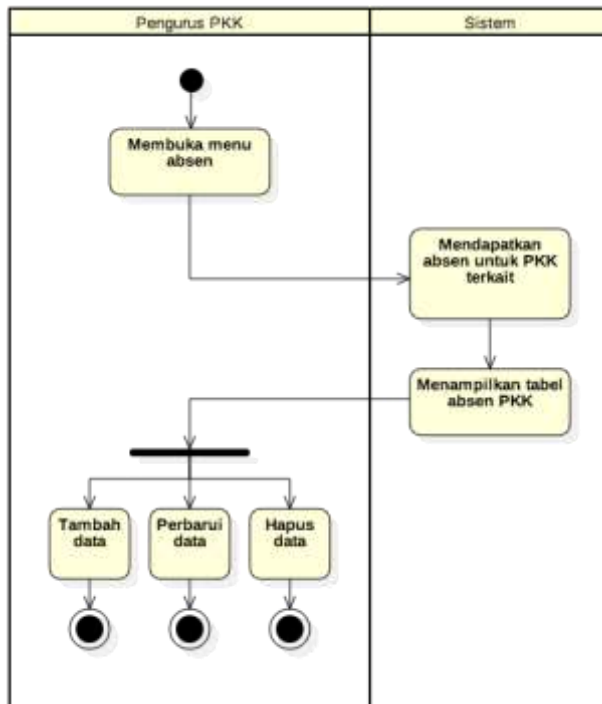 Pengurus PKK
Sistem
Membuka menu
absen
Mendapatkan
absen untuk PKK
terkait
Menampilkan tabel
absen PKK
Tambah
data
Perbarui
data
Hapus
data